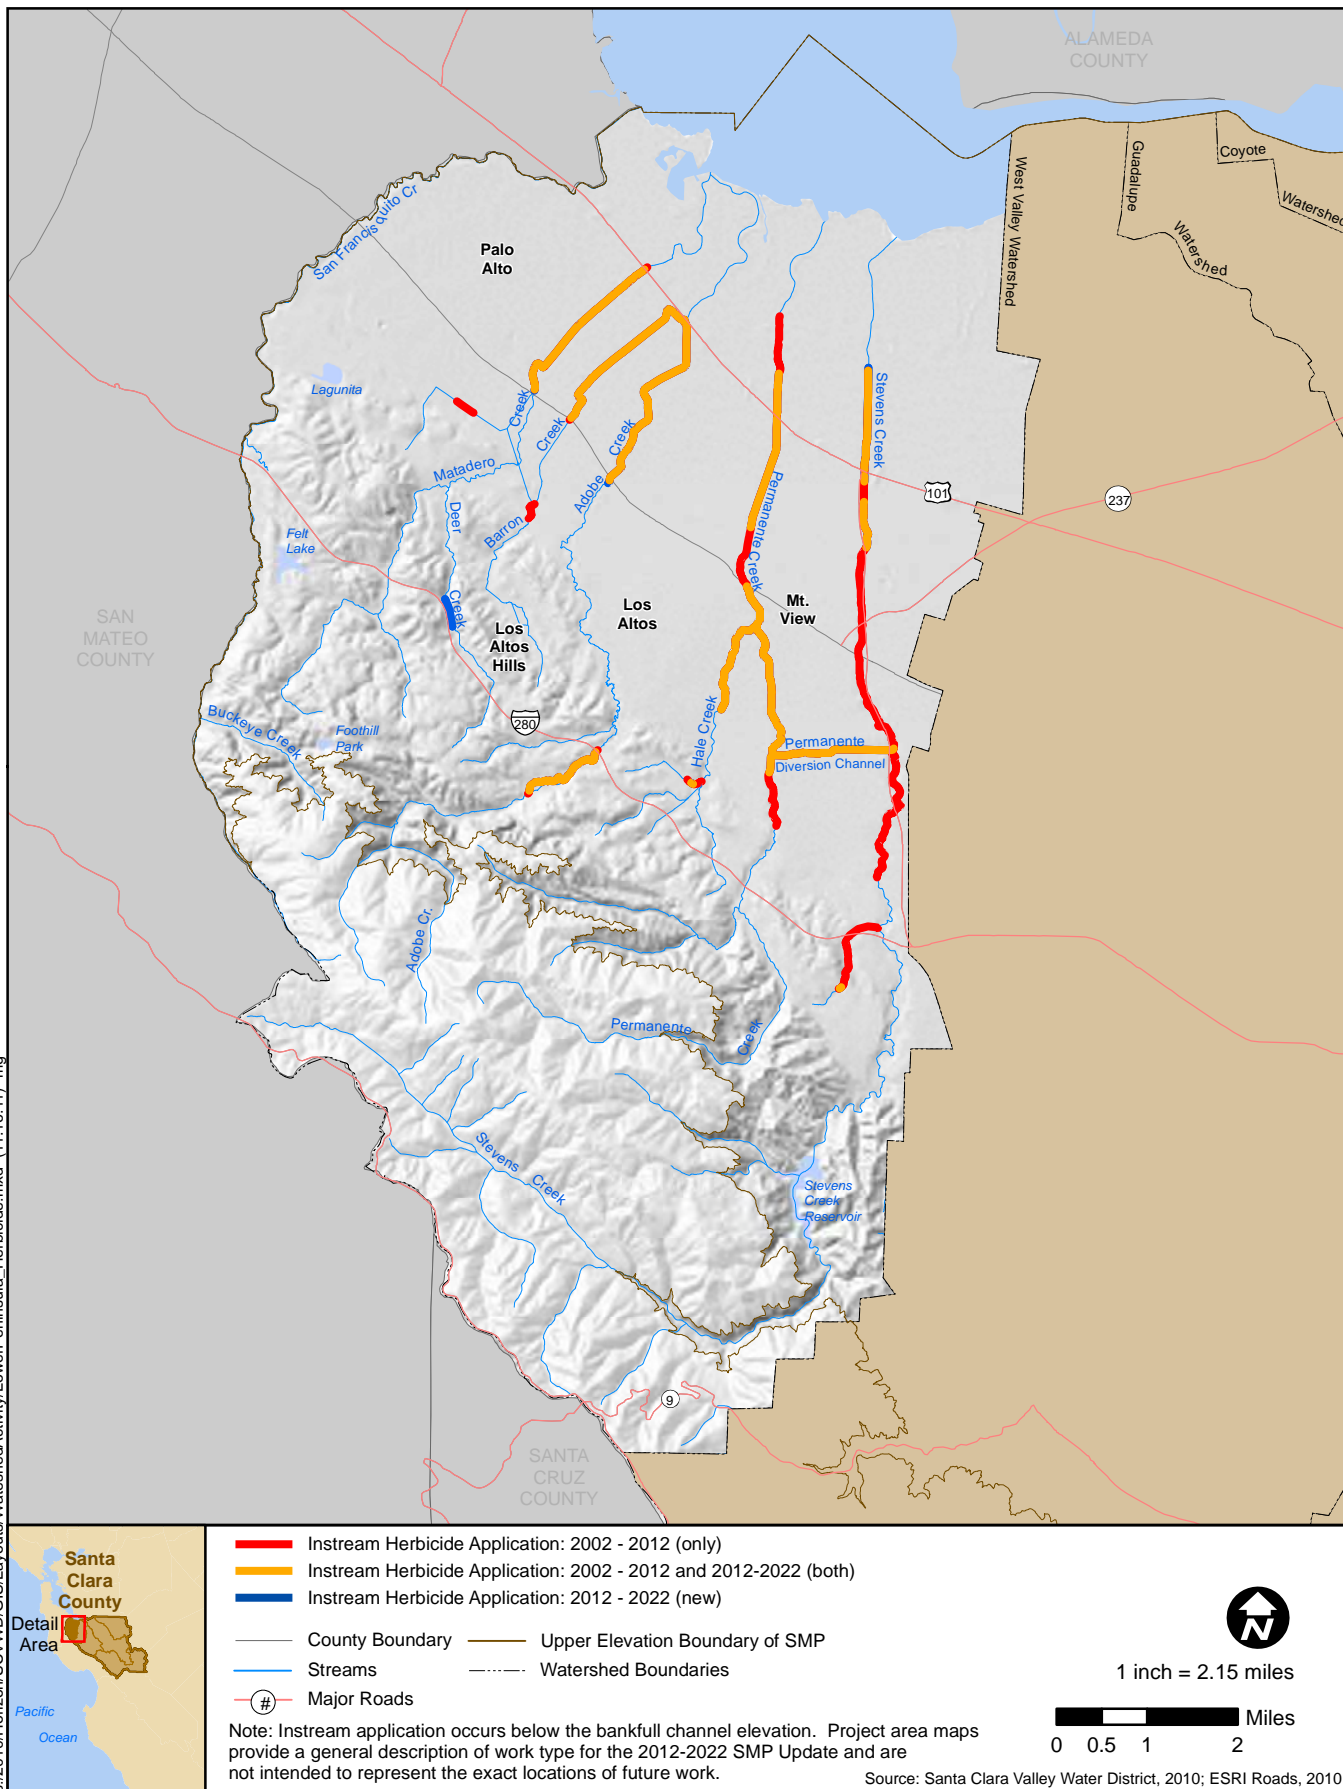 ALAMEDA
COUNTY
Coyote
Watershed
Guadalupe
Watershed
West Valley Watershed
San Francisquito Cr
Palo
Alto
Lagunita
Creek
Creek
Creek
Stevens Creek
Matadero
Adobe
Permanente Creek
101
237
Deer
Barron
Felt
Lake
Creek
SAN
MATEO
COUNTY
Los
Altos
Mt.
View
Los
Altos
Hills
280
Buckeye Creek
Foothill
Park
Hale Creek
Permanente
Diversion Channel
Adobe Cr.
Permanente
Creek
Stevens
Creek
Stevens
Creek
Reservoir
9
SANTA
CRUZ
COUNTY
Santa
Clara
County
Detail
Area
Pacific
Ocean
Instream Herbicide Application: 2002 - 2012 (only)
Instream Herbicide Application: 2002 - 2012 and 2012-2022 (both)
Instream Herbicide Application: 2012 - 2022 (new)
County Boundary
Upper Elevation Boundary of SMP
Streams
Watershed Boundaries
#
Major Roads
N
1 inch = 2.15 miles
Miles
0 0.5 1 2
Note: Instream application occurs below the bankfull channel elevation. Project area maps
provide a general description of work type for the 2012-2022 SMP Update and are
not intended to represent the exact locations of future work.
Source: Santa Clara Valley Water District, 2010; ESRI Roads, 2010